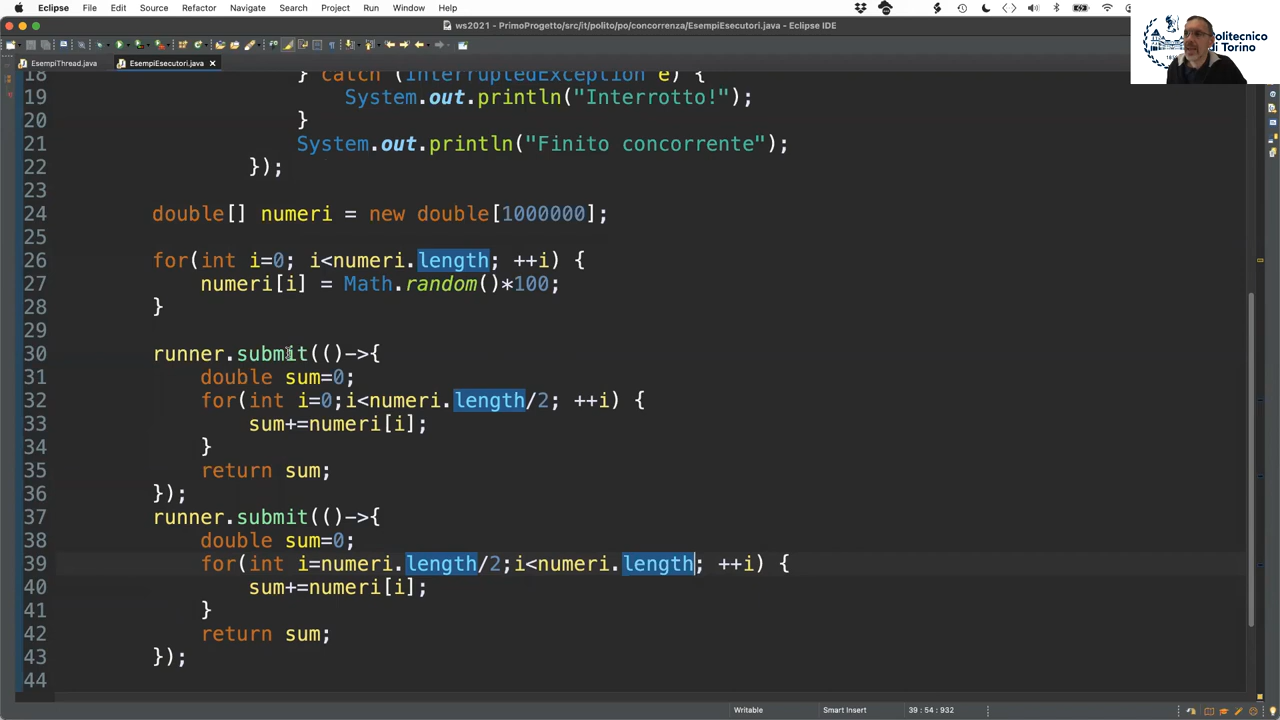 Eclipse File Edit Source Refactor Navigate Search Project Run Window Help
ws2021 - PrimoProgetto/src/it/polito/po/concorrenza/EsempiEsecutori.java - Eclipse IDE
Politecnico
di Torino
EsempiThread.java EsempiEsecutori.java
18 } catch (InterruptedException e) {
19 System.out.println("Interrotto!");
20 }
21 System.out.println("Finito concorrente");
22 });
23
24 double[] numeri = new double[1000000];
25
26 for(int i=0; i<numeri.length; ++i) {
27 numeri[i] = Math.random()*100;
28 }
29
30 runner.submit(()->{
31 double sum=0;
32 for(int i=0;i<numeri.length/2; ++i) {
33 sum+=numeri[i];
34 }
35 return sum;
36 });
37 runner.submit(()->{
38 double sum=0;
39 for(int i=numeri.length/2;i<numeri.length; ++i) {
40 sum+=numeri[i];
41 }
42 return sum;
43 });
44
Writable Smart Insert 39 : 54 : 932